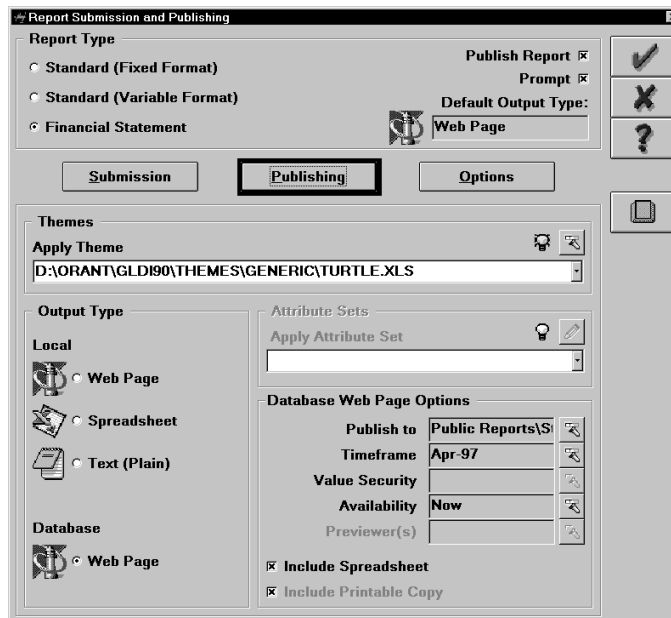 Report Submission and Publishing
Report Type
Standard (Fixed Format)
Standard (Variable Format)
Financial Statement
Publish Report
Prompt
Default Output Type:
Web Page
Submission
Publishing
Options
Themes
Apply Theme
D:\ORANT\GLDI90\THEMES\GENERIC\TURTLE.XLS
Output Type
Local
Web Page
Spreadsheet
Text (Plain)
Database
Web Page
Attribute Sets
Apply Attribute Set
Database Web Page Options
Publish to Public Reports\St
Timeframe Apr-97
Value Security
Availability Now
Previewer(s)
Include Spreadsheet
Include Printable Copy